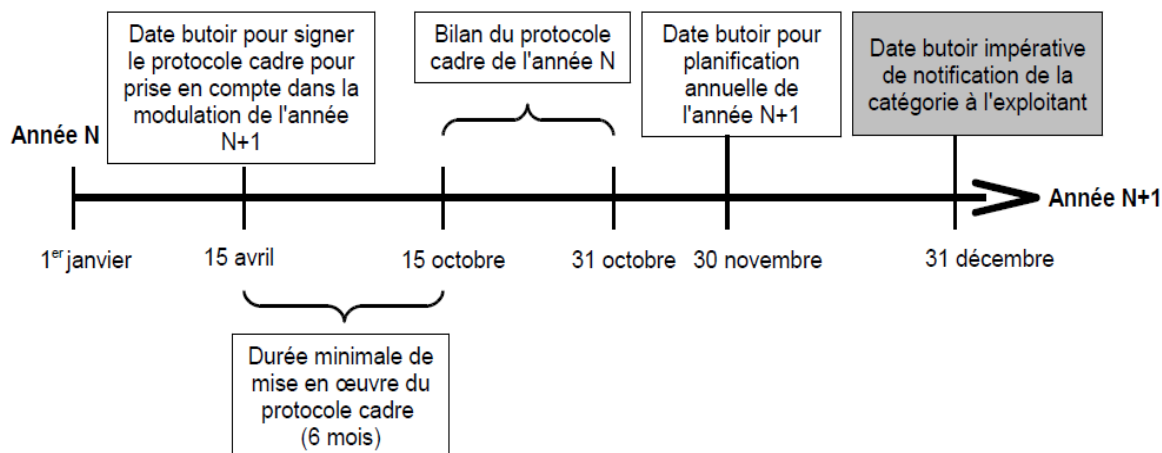 Date butoir pour signer
le protocole cadre pour
prise en compte dans la
modulation de l'année
N+1
Bilan du protocole
cadre de l'année N
Date butoir pour
planification
annuelle de
l'année N+1
Date butoir impérative
de notification de la
catégorie à l'exploitant
Année N
Année N+1
1er janvier
15 avril
15 octobre
31 octobre
30 novembre
31 décembre
Durée minimale de
mise en œuvre du
protocole cadre
(6 mois)